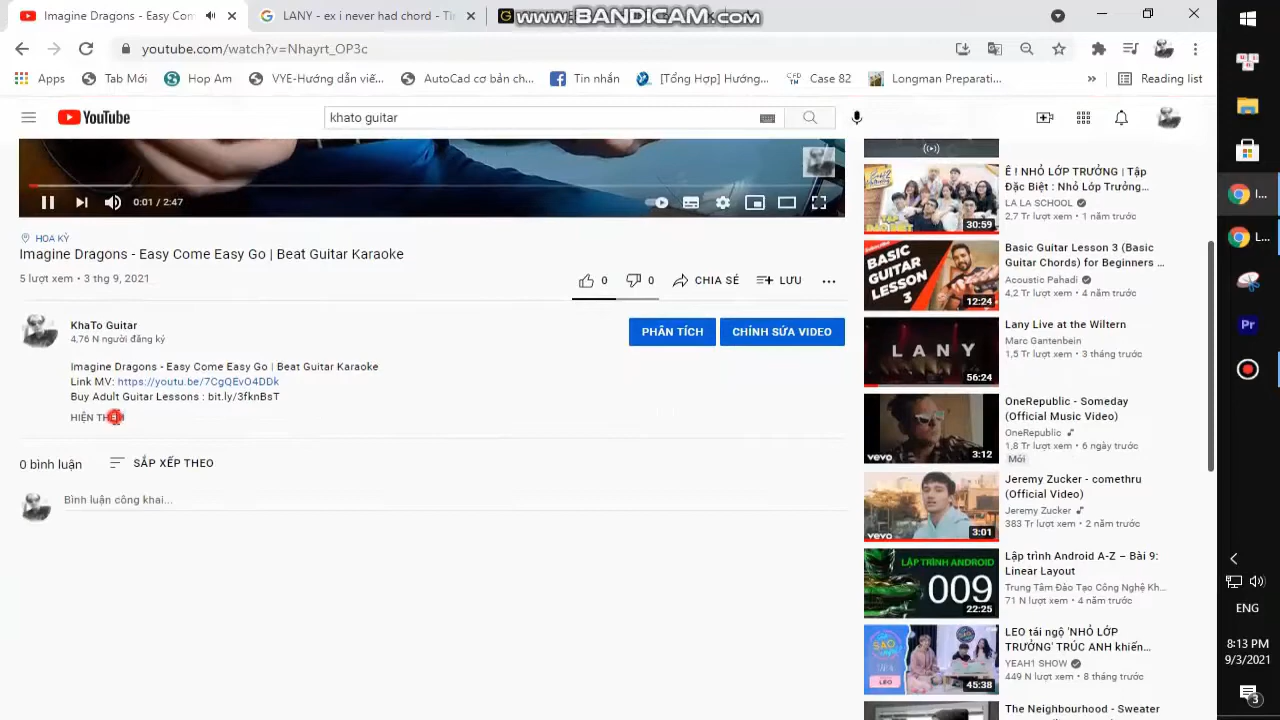 Imagine Dragons - Easy Com
LANY - ex i never had chord - T
www.BANDICAM.com
youtube.com/watch?v=Nhayrt_OP3c
Apps
Tab Mới
Hop Am
VYE-Hướng dẫn viế...
AutoCad cơ bản ch...
Tin nhắn
[Tổng Hợp] Hướng...
Case 82
Longman Preparati...
»
Reading list
YouTube
khato guitar
0:01 / 2:47
HOA KỲ
Imagine Dragons - Easy Come Easy Go | Beat Guitar Karaoke
5 lượt xem • 3 thg 9, 2021
0
0
CHIA SẺ
LƯU
KhaTo Guitar
4,76 N người đăng ký
PHÂN TÍCH
CHỈNH SỬA VIDEO
Imagine Dragons - Easy Come Easy Go | Beat Guitar Karaoke
Link MV: https://youtu.be/7CgQEvO4DDk
Buy Adult Guitar Lessons : bit.ly/3fknBsT
HIỆN THÊM
0 bình luận
SẮP XẾP THEO
Bình luận công khai...
Ê ! NHỎ LỚP TRƯỞNG | Tập
Đặc Biệt : Nhỏ Lớp Trưởng...
LA LA SCHOOL
2,7 Tr lượt xem • 1 năm trước
30:59
BASIC
GUITAR
LESSON
3
12:24
Basic Guitar Lesson 3 (Basic
Guitar Chords) for Beginners ...
Acoustic Pahadi
4,2 Tr lượt xem • 4 năm trước
LANY
56:24
Lany Live at the Wiltern
Marc Gantenbein
1,5 Tr lượt xem • 3 tháng trước
vevo
3:12
OneRepublic - Someday
(Official Music Video)
OneRepublic
1,8 Tr lượt xem • 6 ngày trước
Mới
vevo
3:01
Jeremy Zucker - comethru
(Official Video)
Jeremy Zucker
383 Tr lượt xem • 2 năm trước
LẬP TRÌNH ANDROID
009
22:25
Lập trình Android A-Z – Bài 9:
Linear Layout
Trung Tâm Đào Tạo Công Nghệ Kh...
71 N lượt xem • 4 năm trước
SAO
LEO
45:38
LEO tái ngộ 'NHỎ LỚP
TRƯỞNG' TRÚC ANH khiến...
YEAH1 SHOW
449 N lượt xem • 8 tháng trước
The Neighbourhood - Sweater
I...
L...
Pr
ENG
8:13 PM
9/3/2021
3